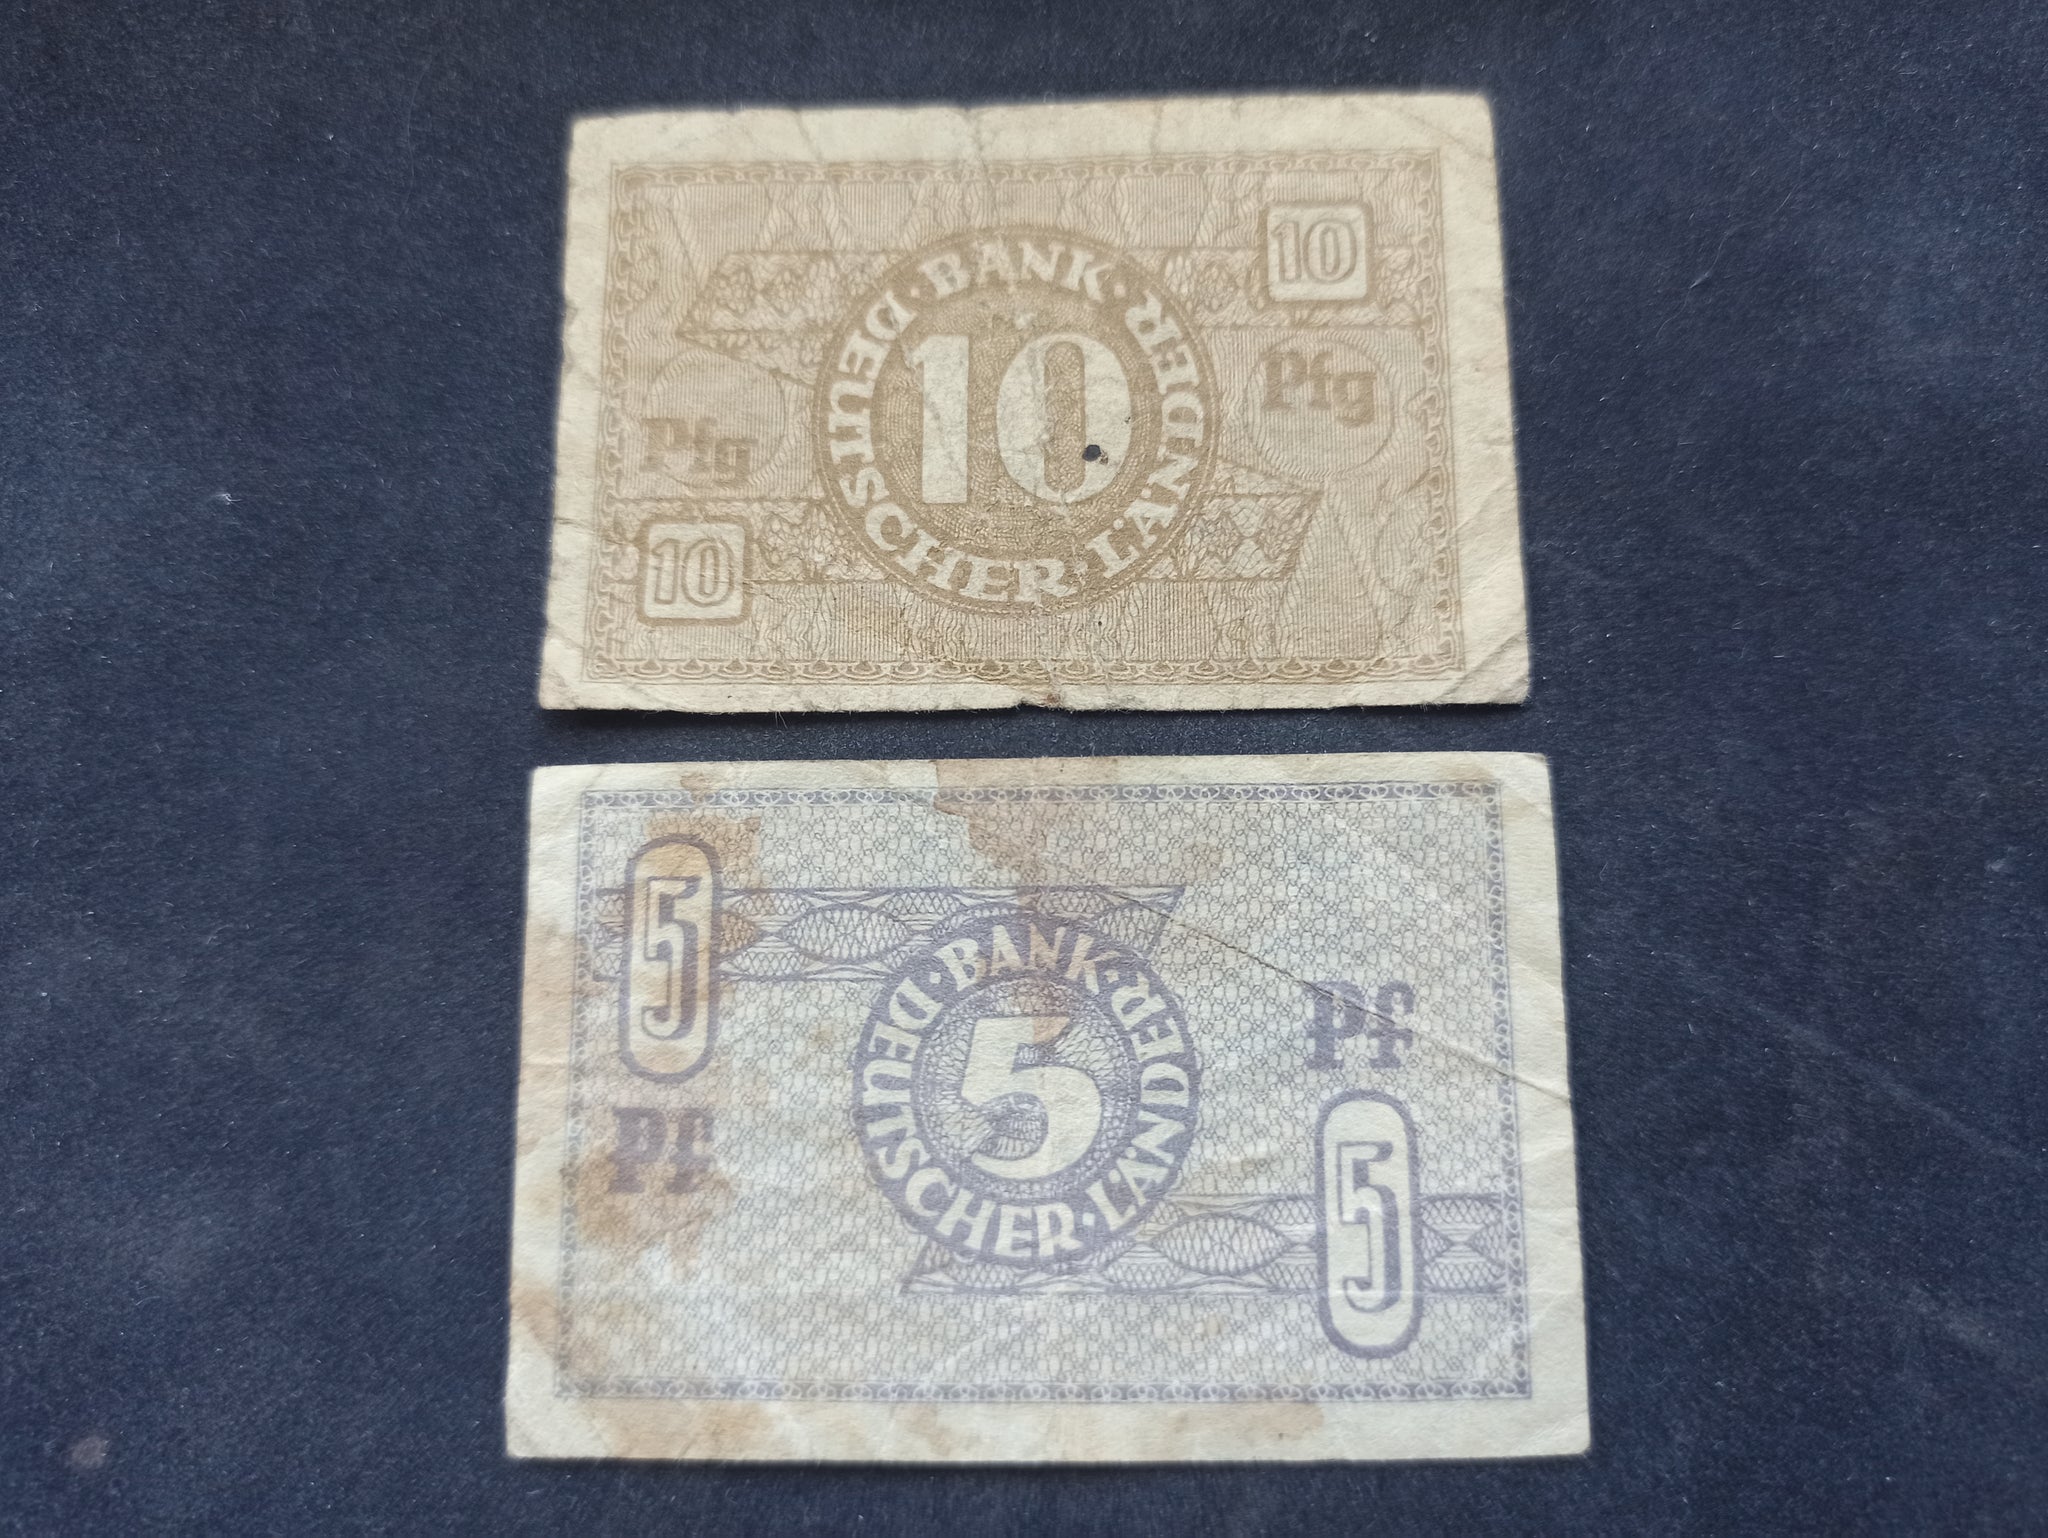 10
BANK · DEUTSCHER · LÄNDER ·
10
Pfg
Pfg
10
5
BANK · DEUTSCHER · LÄNDER ·
5
Pf
Pf
5